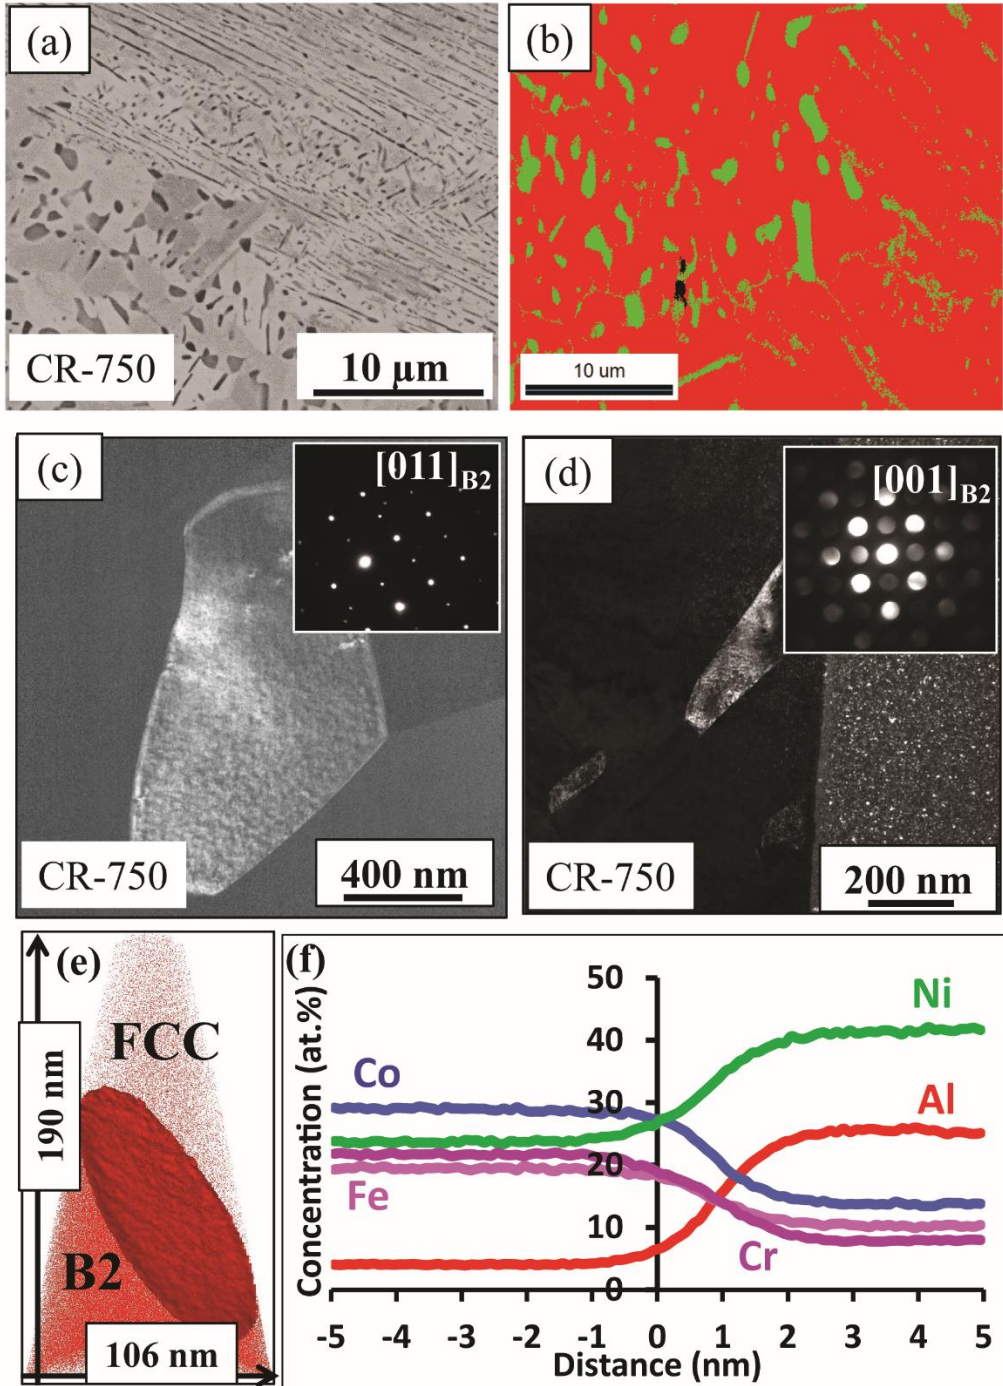 (a)
CR-750
10 μm
(b)
10 um
(c)
[011]B2
CR-750
400 nm
(d)
[001]B2
CR-750
200 nm
(e)
FCC
190 nm
B2
106 nm
(f)
Concentration (at.%)
50
40
30
20
10
0
Ni
Co
Al
Fe
Cr
-5 -4 -3 -2 -1 0 1 2 3 4 5
Distance (nm)